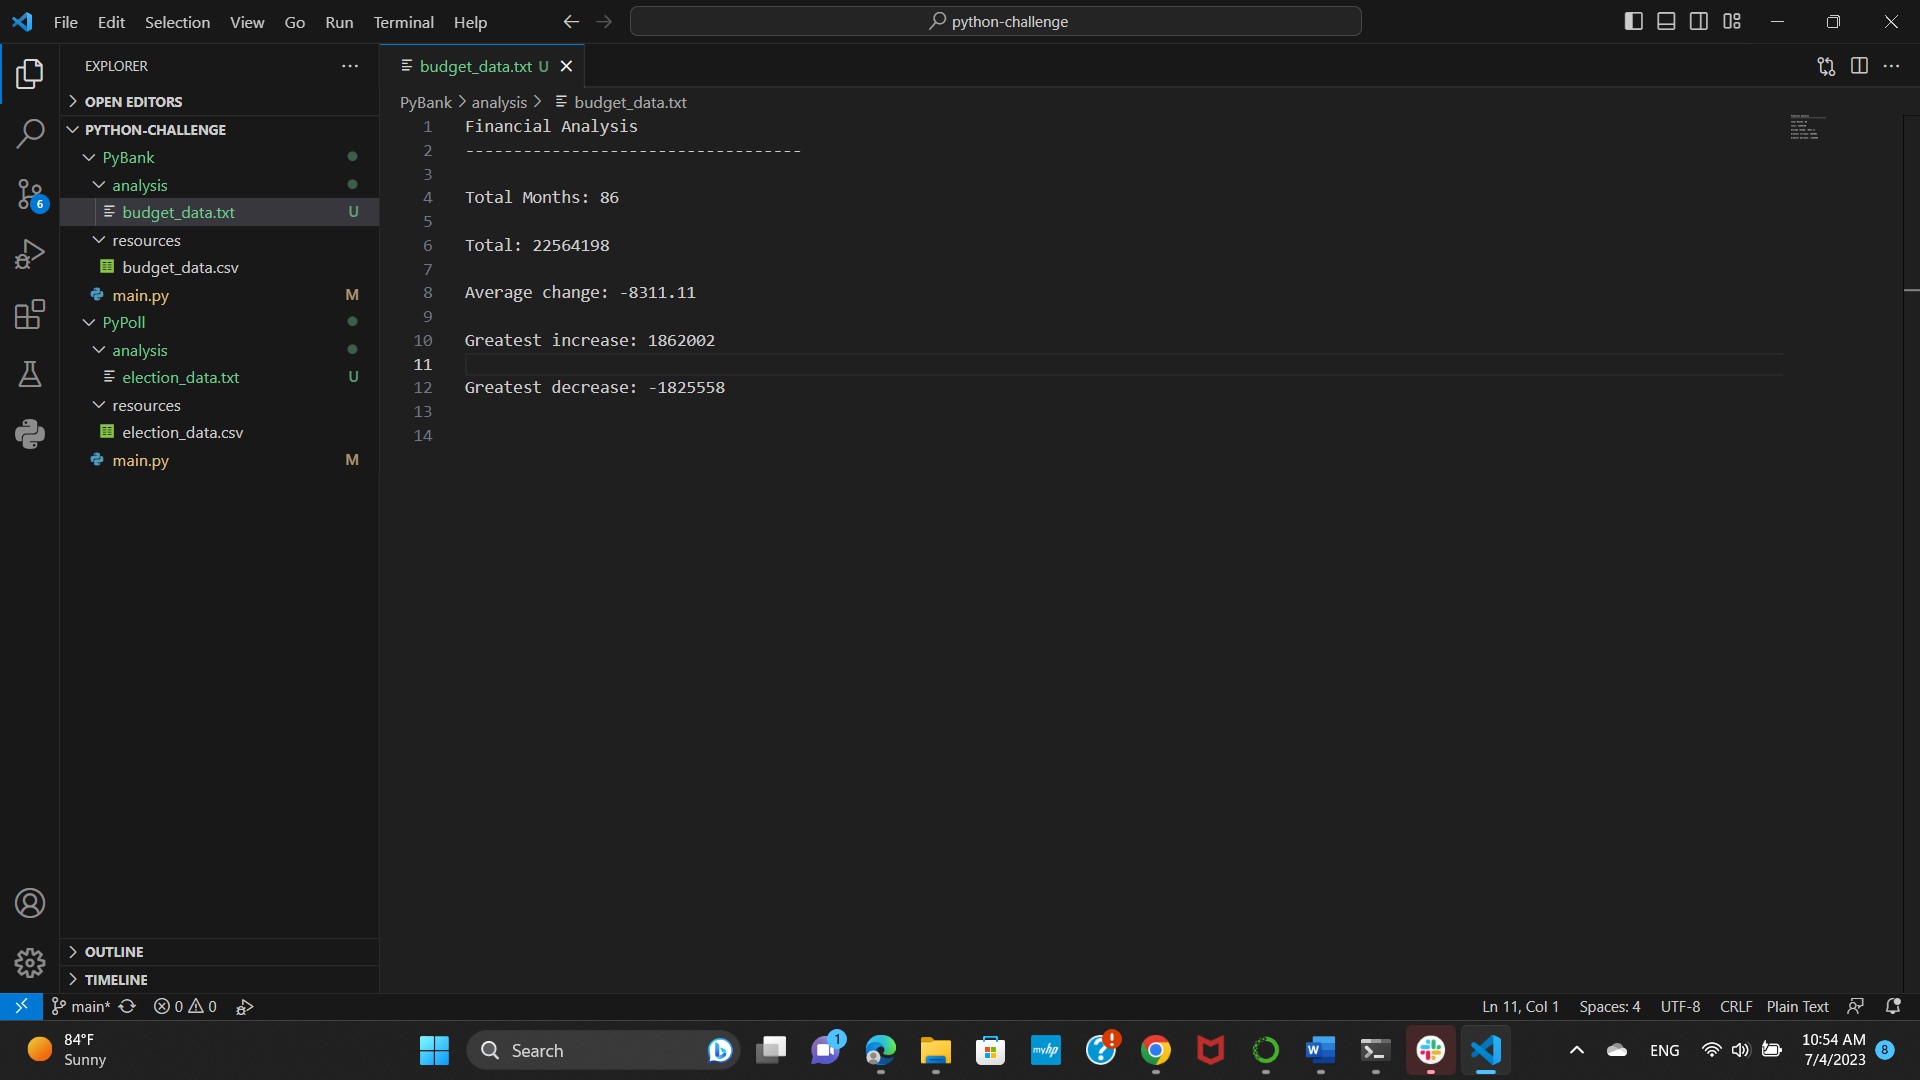 File Edit Selection View Go Run Terminal Help
python-challenge
EXPLORER
OPEN EDITORS
PYTHON-CHALLENGE
PyBank
analysis
budget_data.txt U
resources
budget_data.csv
main.py M
PyPoll
analysis
election_data.txt U
resources
election_data.csv
main.py M
OUTLINE
TIMELINE
6
budget_data.txt U
PyBank > analysis > budget_data.txt
1 Financial Analysis
2 -----------------------------------
3
4 Total Months: 86
5
6 Total: 22564198
7
8 Average change: -8311.11
9
10 Greatest increase: 1862002
11
12 Greatest decrease: -1825558
13
14
main* 0 0
Ln 11, Col 1 Spaces: 4 UTF-8 CRLF Plain Text
84°F
Sunny
Search
1
myhp
W
ENG
10:54 AM
7/4/2023
8